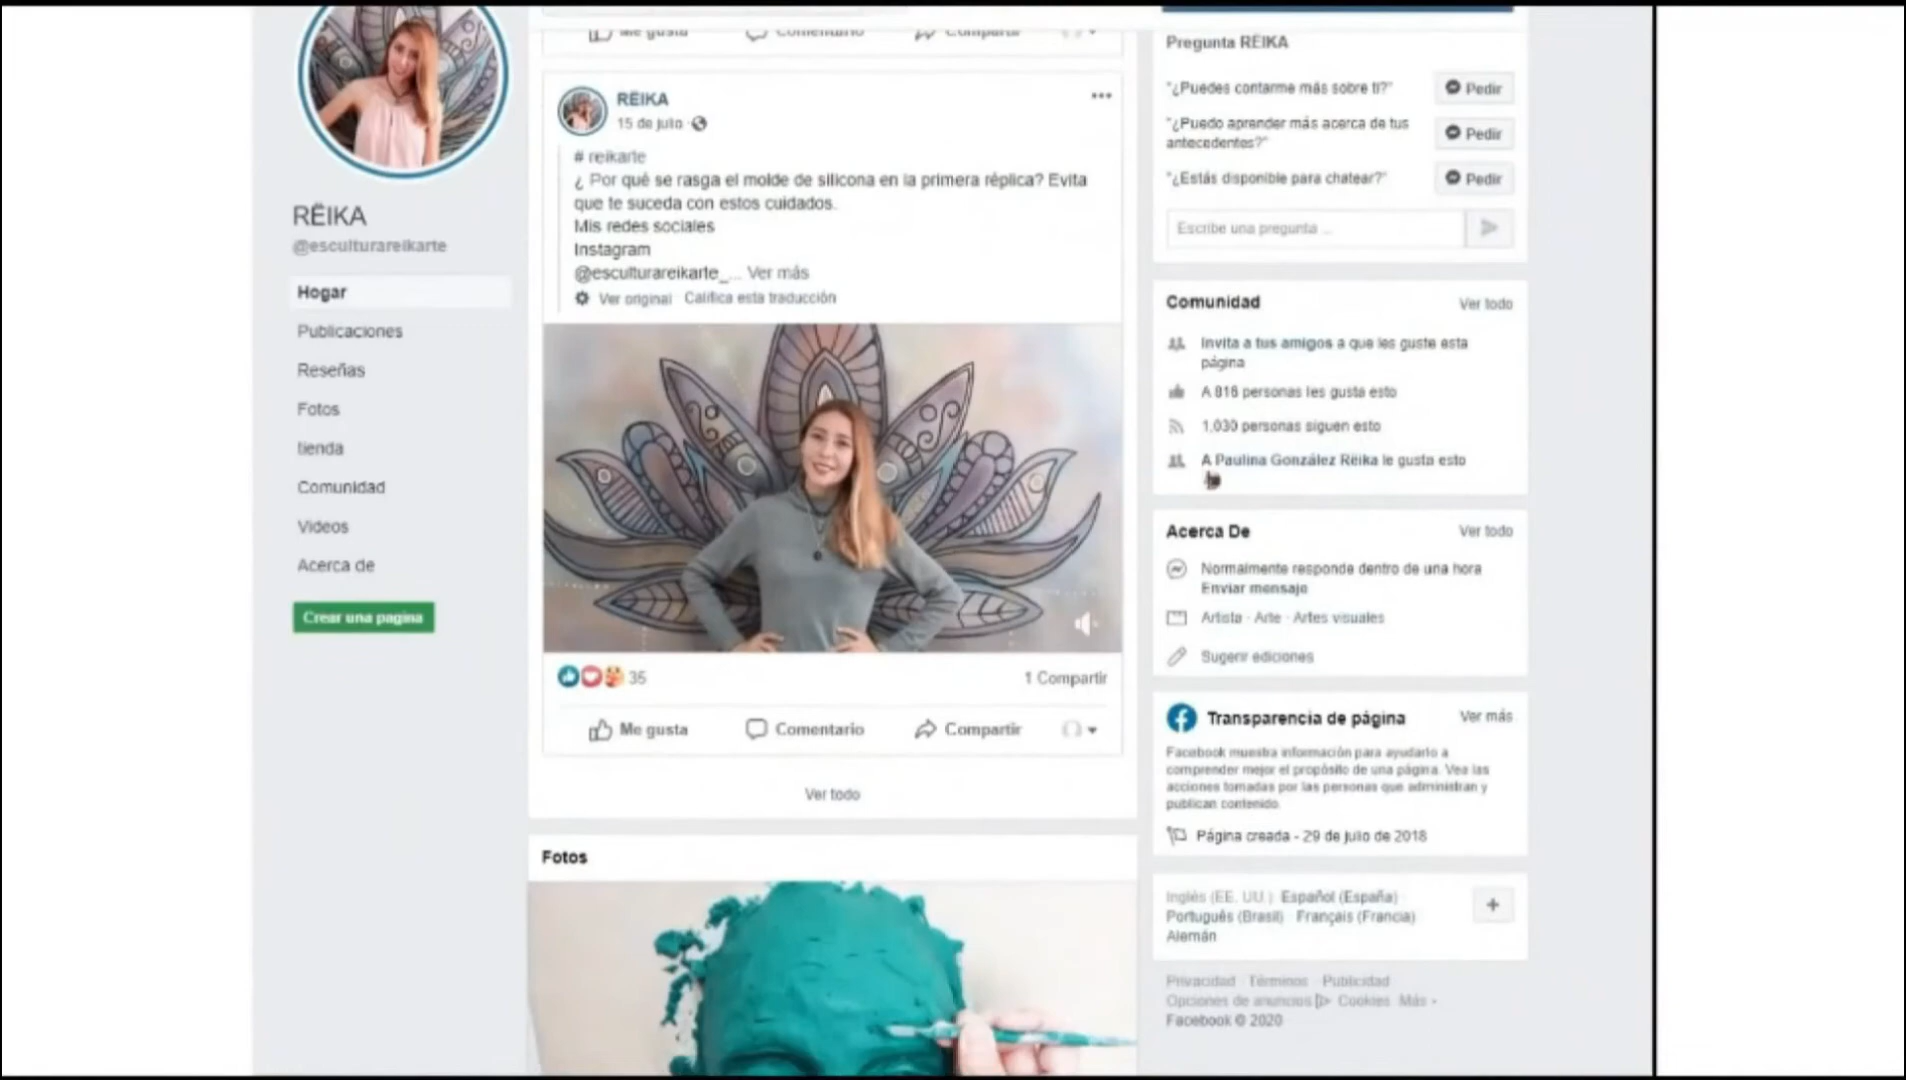 RËIKA
@esculturareikarte
Hogar
Publicaciones
Reseñas
Fotos
tienda
Comunidad
Videos
Acerca de
Crear una pagina
Me gusta
Comentario
Compartir
RËIKA
15 de julio
# reikarte
¿ Por qué se rasga el molde de silicona en la primera réplica? Evita
que te suceda con estos cuidados.
Mis redes sociales
Instagram
@esculturareikarte_... Ver más
Ver original · Califica esta traducción
35
1 Compartir
Me gusta
Comentario
Compartir
Ver todo
Fotos
Pregunta RËIKA
"¿Puedes contarme más sobre ti?"
Pedir
"¿Puedo aprender más acerca de tus
antecedentes?"
Pedir
"¿Estás disponible para chatear?"
Pedir
Escribe una pregunta ...
Comunidad
Ver todo
Invita a tus amigos a que les guste esta
página
A 816 personas les gusta esto
1,030 personas siguen esto
A Paulina González Rëika le gusta esto
Acerca De
Ver todo
Normalmente responde dentro de una hora
Enviar mensaje
Artista · Arte · Artes visuales
Sugerir ediciones
Transparencia de página
Ver más
Facebook muestra información para ayudarlo a
comprender mejor el propósito de una página. Vea las
acciones tomadas por las personas que administran y
publican contenido.
Página creada - 29 de julio de 2018
Inglés (EE. UU.) · Español (España) ·
Português (Brasil) · Français (Francia) ·
Alemán
Privacidad · Términos · Publicidad
Opciones de anuncios · Cookies · Más
Facebook © 2020